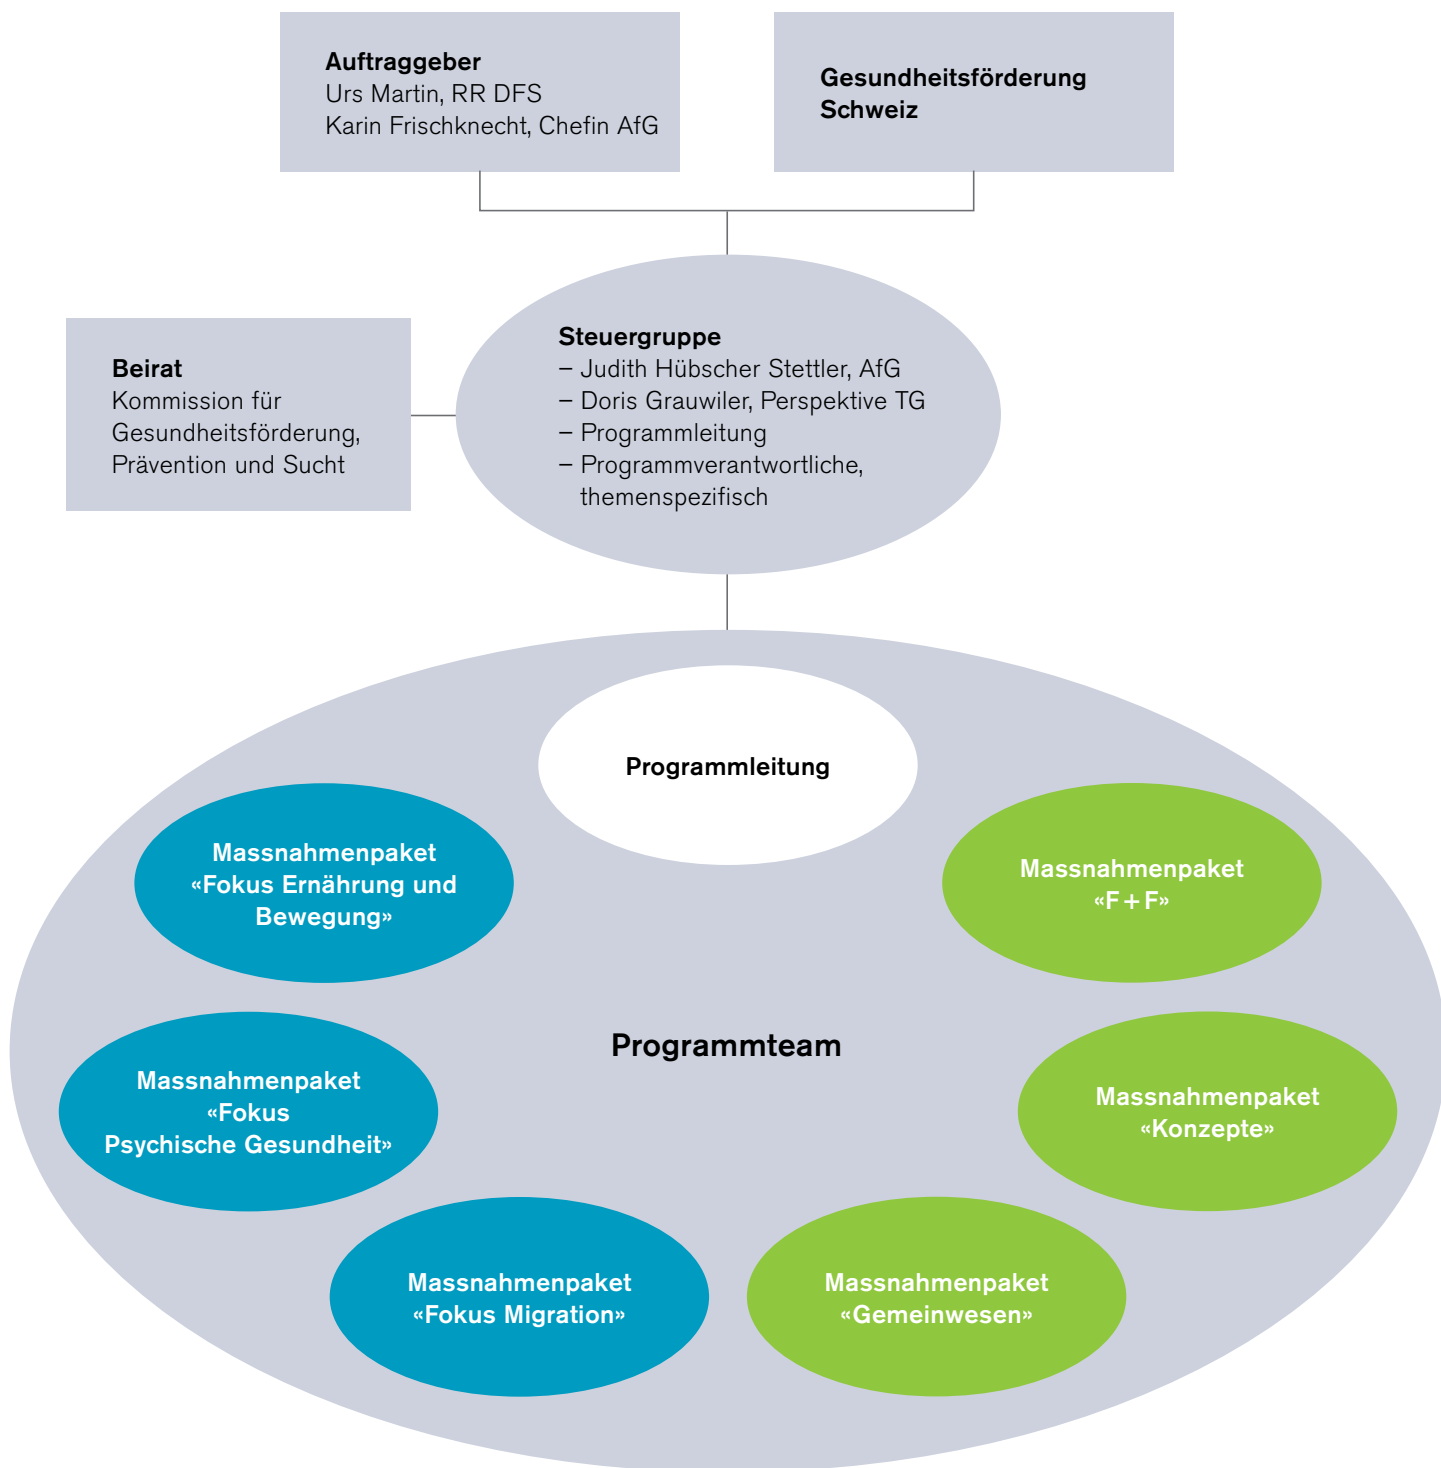 Auftraggeber
Urs Martin, RR DFS
Karin Frischknecht, Chefin AfG
Gesundheitsförderung
Schweiz
Beirat
Kommission für
Gesundheitsförderung,
Prävention und Sucht
Steuergruppe
– Judith Hübscher Stettler, AfG
– Doris Grauwiler, Perspektive TG
– Programmleitung
– Programmverantwortliche,
themenspezifisch
Programmleitung
Massnahmenpaket
«Fokus Ernährung und
Bewegung»
Massnahmenpaket
«F+F»
Programmteam
Massnahmenpaket
«Fokus
Psychische Gesundheit»
Massnahmenpaket
«Konzepte»
Massnahmenpaket
«Fokus Migration»
Massnahmenpaket
«Gemeinwesen»